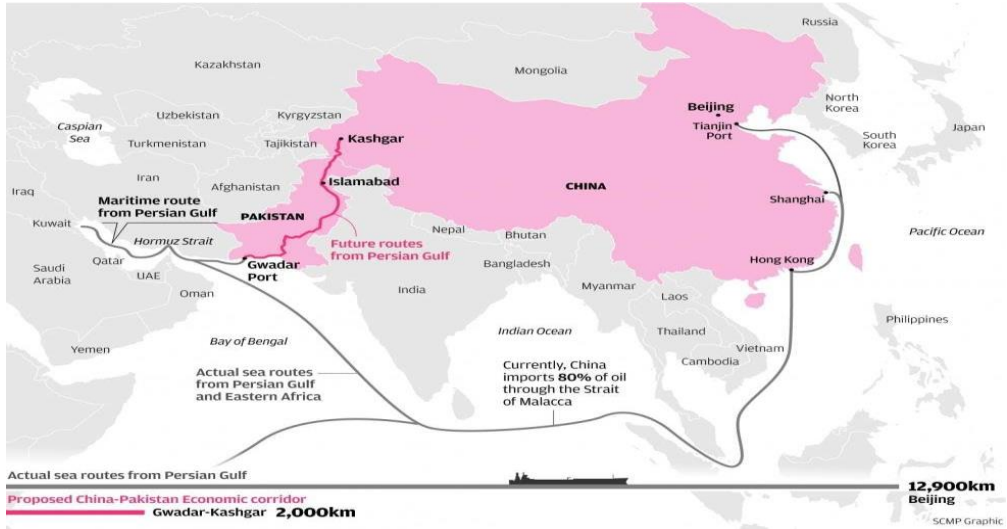 Russia
Kazakhstan
Mongolia
Beijing
North
Korea
Uzbekistan
Kyrgyzstan
Caspian
Sea
Tianjin
Port
Japan
Kashgar
South
Korea
Turkmenistan
Tajikistan
Iran
Afghanistan
Islamabad
CHINA
Iraq
Maritime route
from Persian Gulf
Shanghai
Kuwait
PAKISTAN
Nepal
Pacific Ocean
Hormuz Strait
Future routes
from Persian Gulf
Bhutan
Qatar
Gwadar
Port
Bangladesh
Hong Kong
Saudi
Arabia
UAE
India
Myanmar
Oman
Laos
Philippines
Indian Ocean
Thailand
Bay of Bengal
Yemen
Vietnam
Cambodia
Actual sea routes
from Persian Gulf
and Eastern Africa
Currently, China
imports 80% of oil
through the Strait
of Malacca
Actual sea routes from Persian Gulf
12,900km
Beijing
Proposed China-Pakistan Economic corridor
Gwadar-Kashgar 2,000km
SCMP Graphic